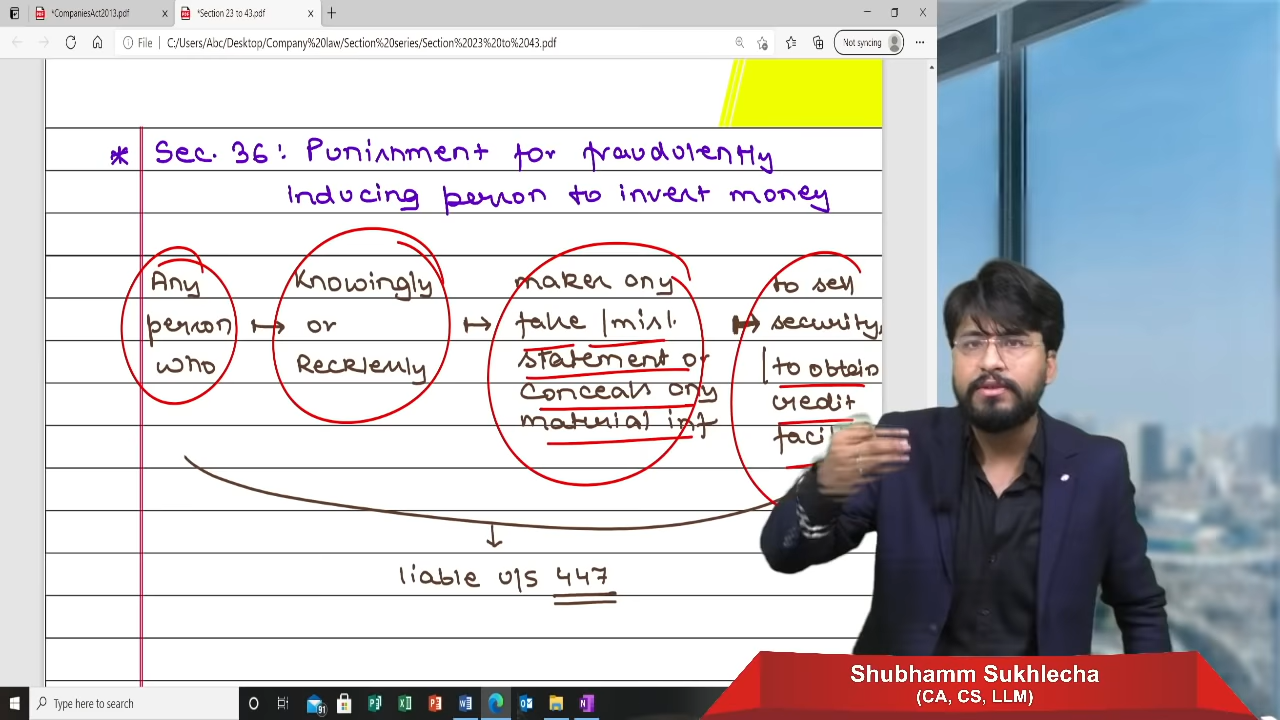 *CompaniesAct2013.pdf
*Section 23 to 43.pdf
File
C:/Users/Abc/Desktop/Company%20law/Section%20series/Section%2023%20to%2043.pdf
Not syncing
* Sec. 36: Punishment for fraudulently
inducing person to invest money
Any person who
Knowingly or Recklessly
makes any
false / misl.
statement or
conceals any
material inf
to sell
security
/ to obtain
credit
facil
liable u/s 447
Type here to search
91
Shubhamm Sukhlecha
(CA, CS, LLM)